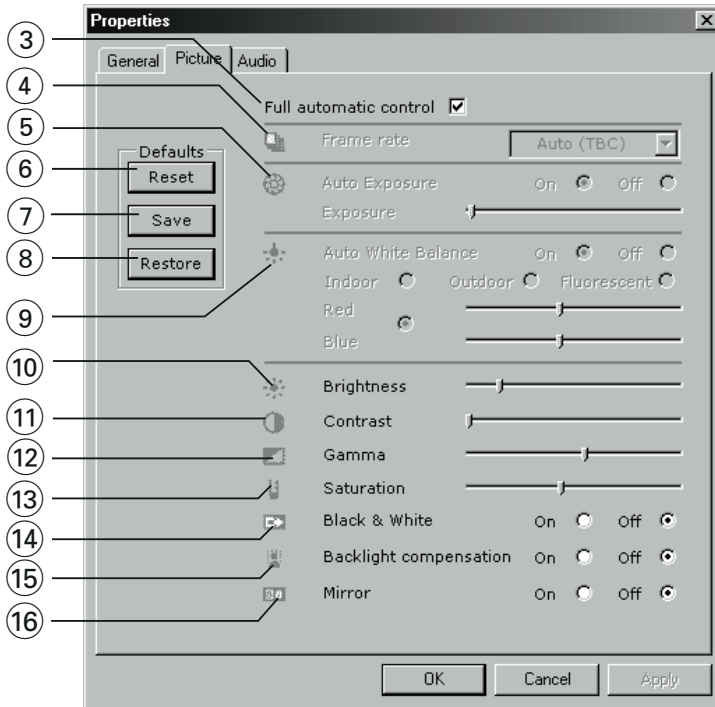 Properties
General Picture Audio
3
Full automatic control
4
Frame rate Auto (TBC)
5
Auto Exposure On Off
Exposure
Defaults
6
Reset
7
Save
8
Restore
9
Auto White Balance On Off
Indoor Outdoor Fluorescent
Red
Blue
10
Brightness
11
Contrast
12
Gamma
13
Saturation
14
Black & White On Off
15
Backlight compensation On Off
16
Mirror On Off
OK Cancel Apply